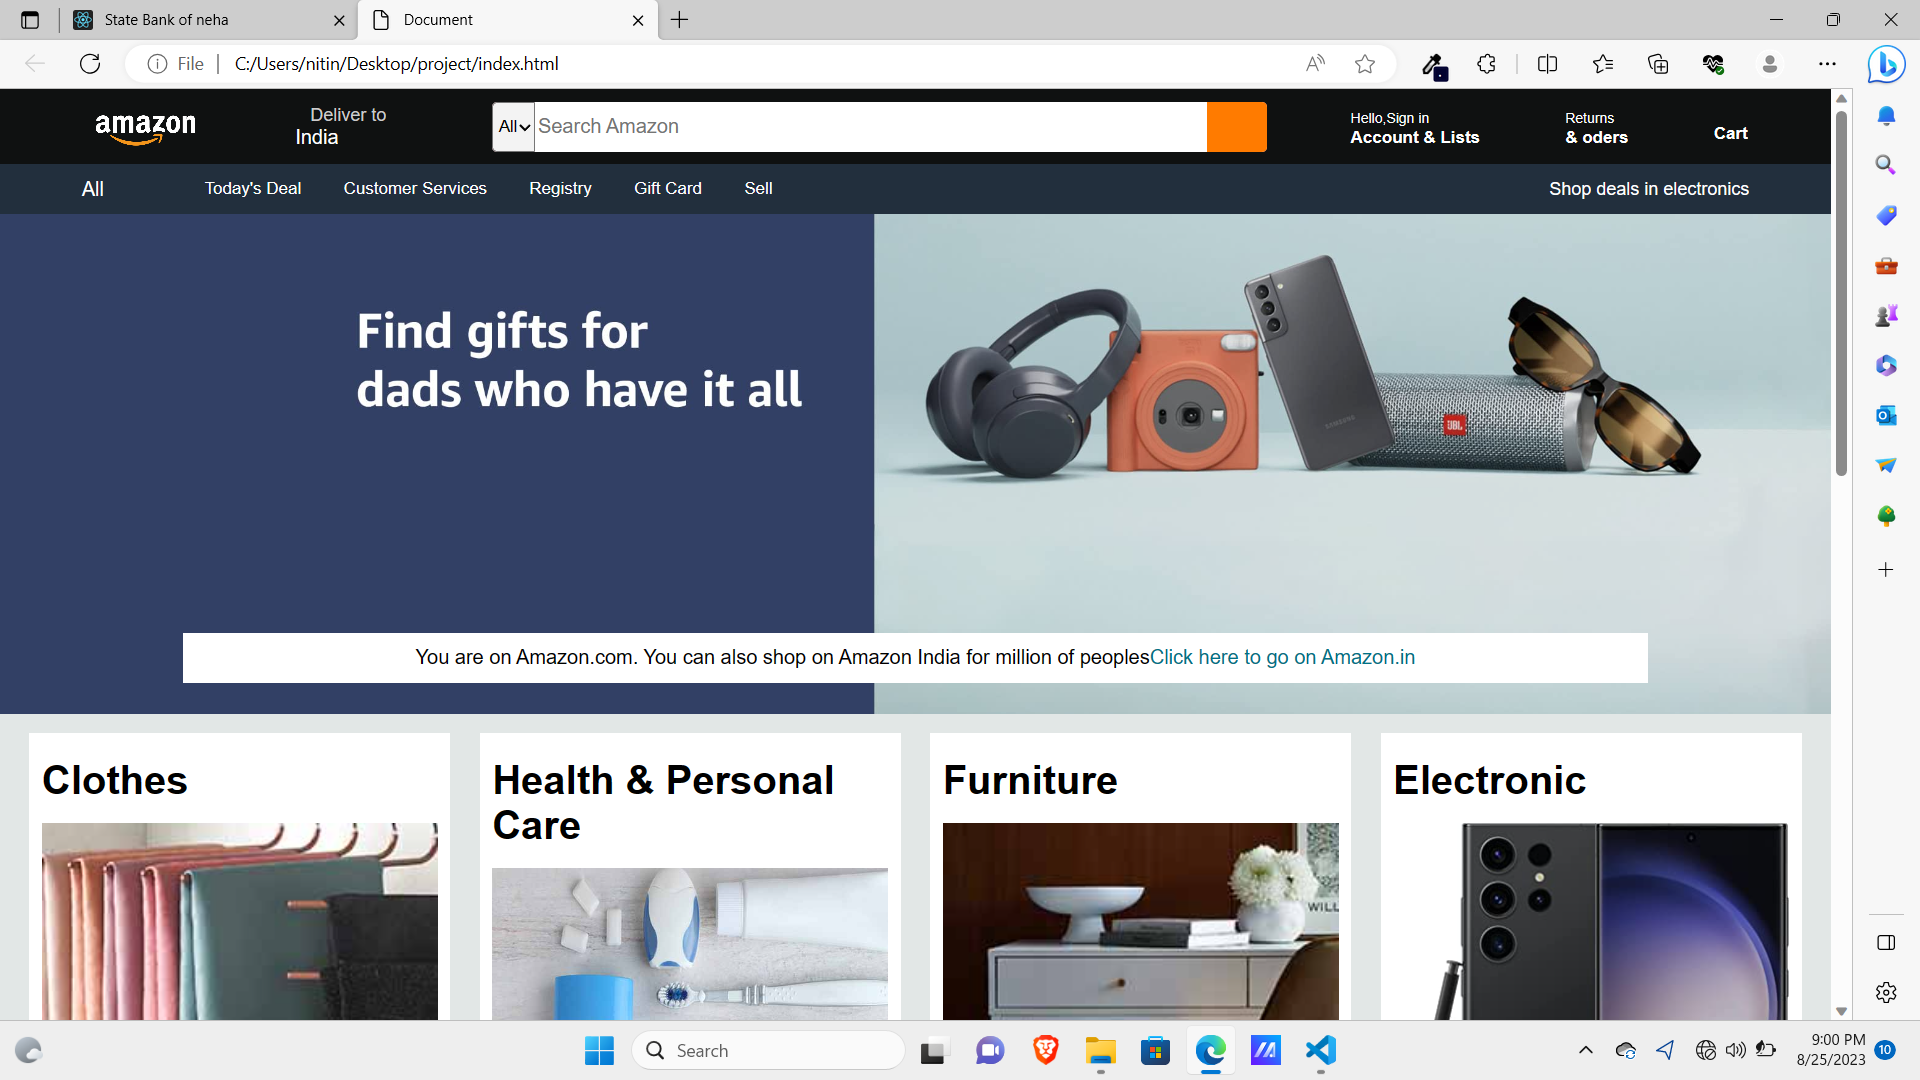 State Bank of neha
Document
File
C:/Users/nitin/Desktop/project/index.html
amazon
Deliver to
India
All
Search Amazon
Hello,Sign in
Account & Lists
Returns
& oders
Cart
All
Today's Deal
Customer Services
Registry
Gift Card
Sell
Shop deals in electronics
Find gifts for
dads who have it all
SAMSUNG
JBL
You are on Amazon.com. You can also shop on Amazon India for million of peoplesClick here to go on Amazon.in
Clothes
Health & Personal
Care
Furniture
Electronic
WILL
Search
9:00 PM
8/25/2023
10